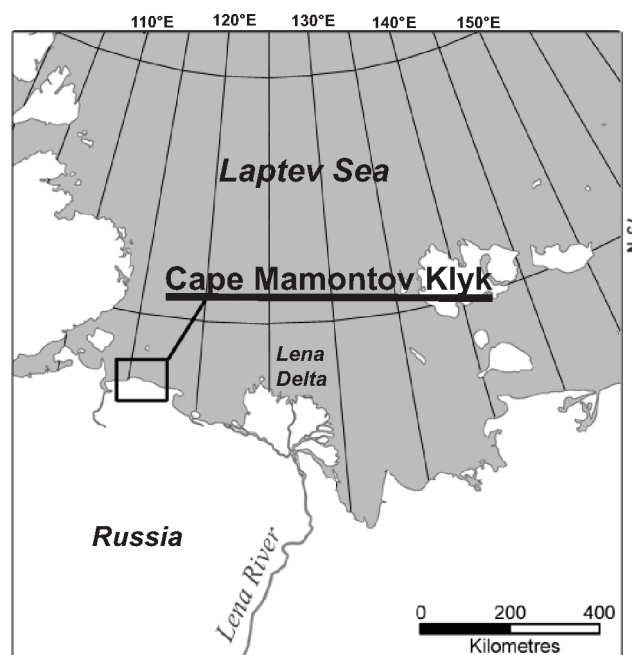 110°E 120°E 130°E 140°E 150°E
Laptev Sea
Cape Mamontov Klyk
Lena
Delta
Russia
Lena River
0 200 400
Kilometres